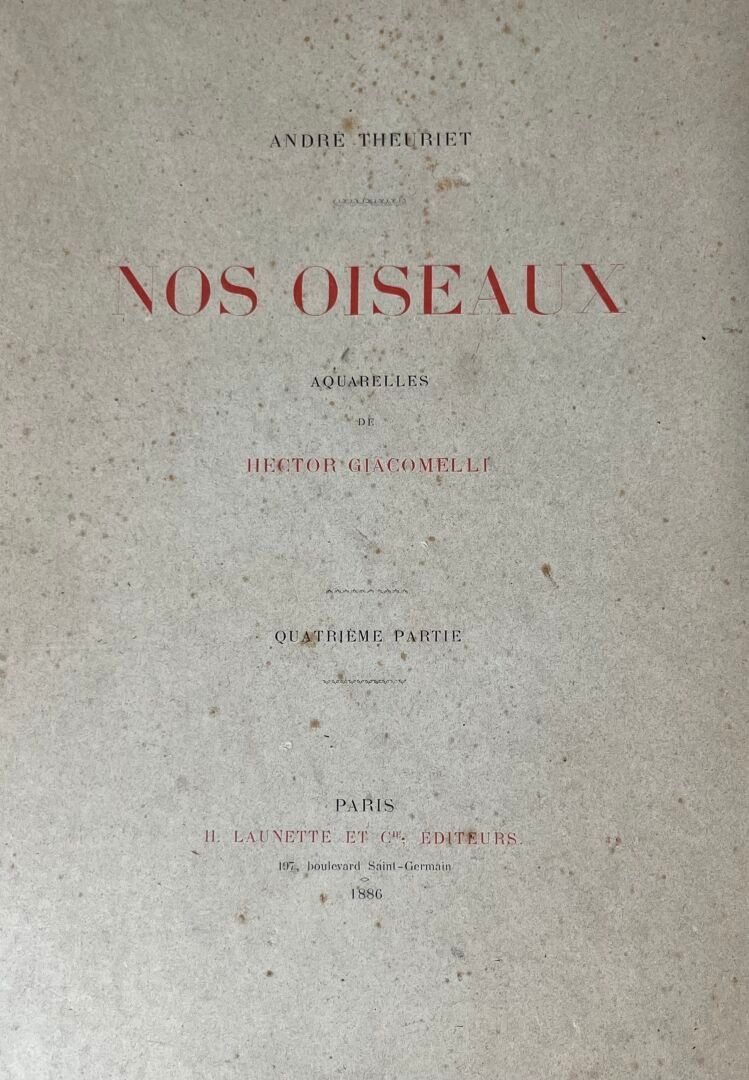 ANDRÉ THEURIET
NOS OISEAUX
AQUARELLES
DE
HECTOR GIACOMELLI
QUATRIÈME PARTIE
PARIS
H. LAUNETTE ET Cie, ÉDITEURS.
197, boulevard Saint-Germain
1886